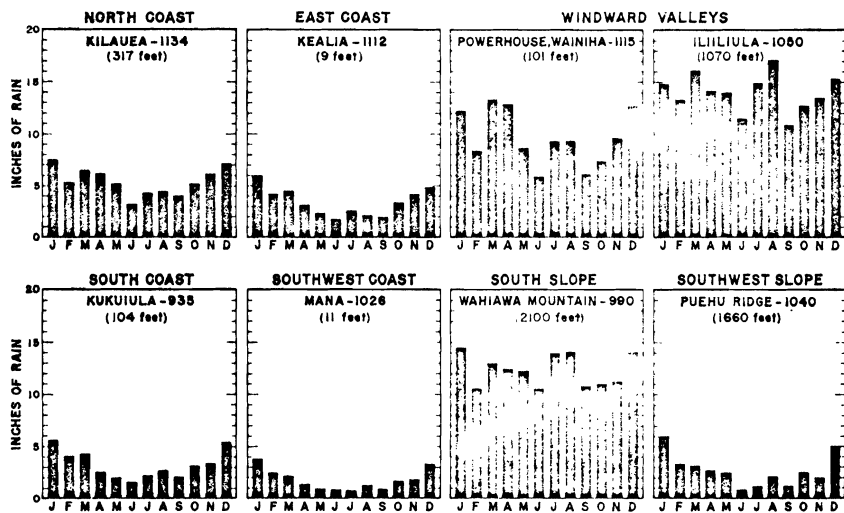 NORTH COAST
EAST COAST
WINDWARD VALLEYS
KILAUEA-1134
(317 feet)
KEALIA-1112
(9 feet)
POWERHOUSE, WAINIHA-1115
(101 feet)
ILIILIULA-1050
(1070 feet)
INCHES OF RAIN
20
15
10
5
0
J F M A M J J A S O N D
J F M A M J J A S O N D
J F M A M J J A S O N D
J F M A M J J A S O N D
SOUTH COAST
SOUTHWEST COAST
SOUTH SLOPE
SOUTHWEST SLOPE
KUKUIULA-935
(104 feet)
MANA-1026
(11 feet)
WAHIAWA MOUNTAIN-990
2100 feet)
PUEHU RIDGE-1040
(1660 feet)
INCHES OF RAIN
20
15
10
5
0
J F M A M J J A S O N D
J F M A M J J A S O N D
J F M A M J J A S O N D
J F M A M J J A S O N D